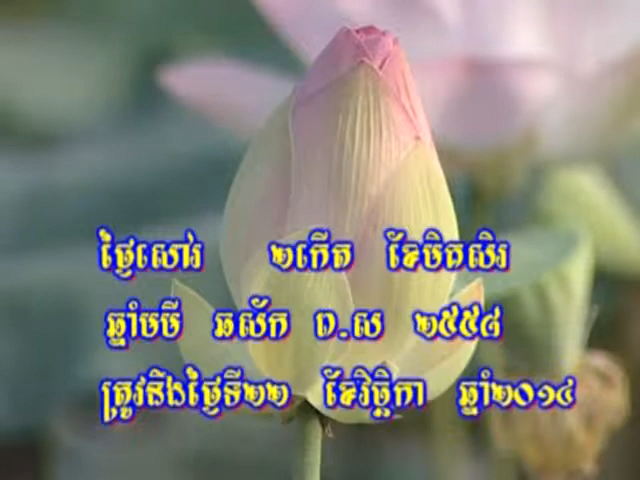 ថ្ងៃសៅរ៍ ២កើត ខែមិគសិរ
ឆ្នាំមមី ឆស័ក ព.ស ២៥៥៨
ត្រូវនឹងថ្ងៃទី២២ ខែវិច្ឆិកា ឆ្នាំ២០១៤